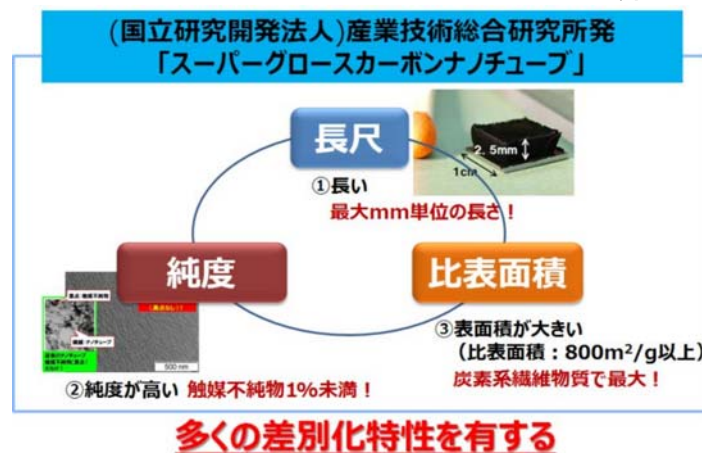 (国立研究開発法人)産業技術総合研究所発
「スーパーグロースカーボンナノチューブ」
長尺
2.5mm
1cm
①長い
最大mm単位の長さ！
純度
比表面積
500 nm
③表面積が大きい
(比表面積：800m²/g以上)
炭素系繊維物質で最大！
②純度が高い 触媒不純物1%未満！
多くの差別化特性を有する